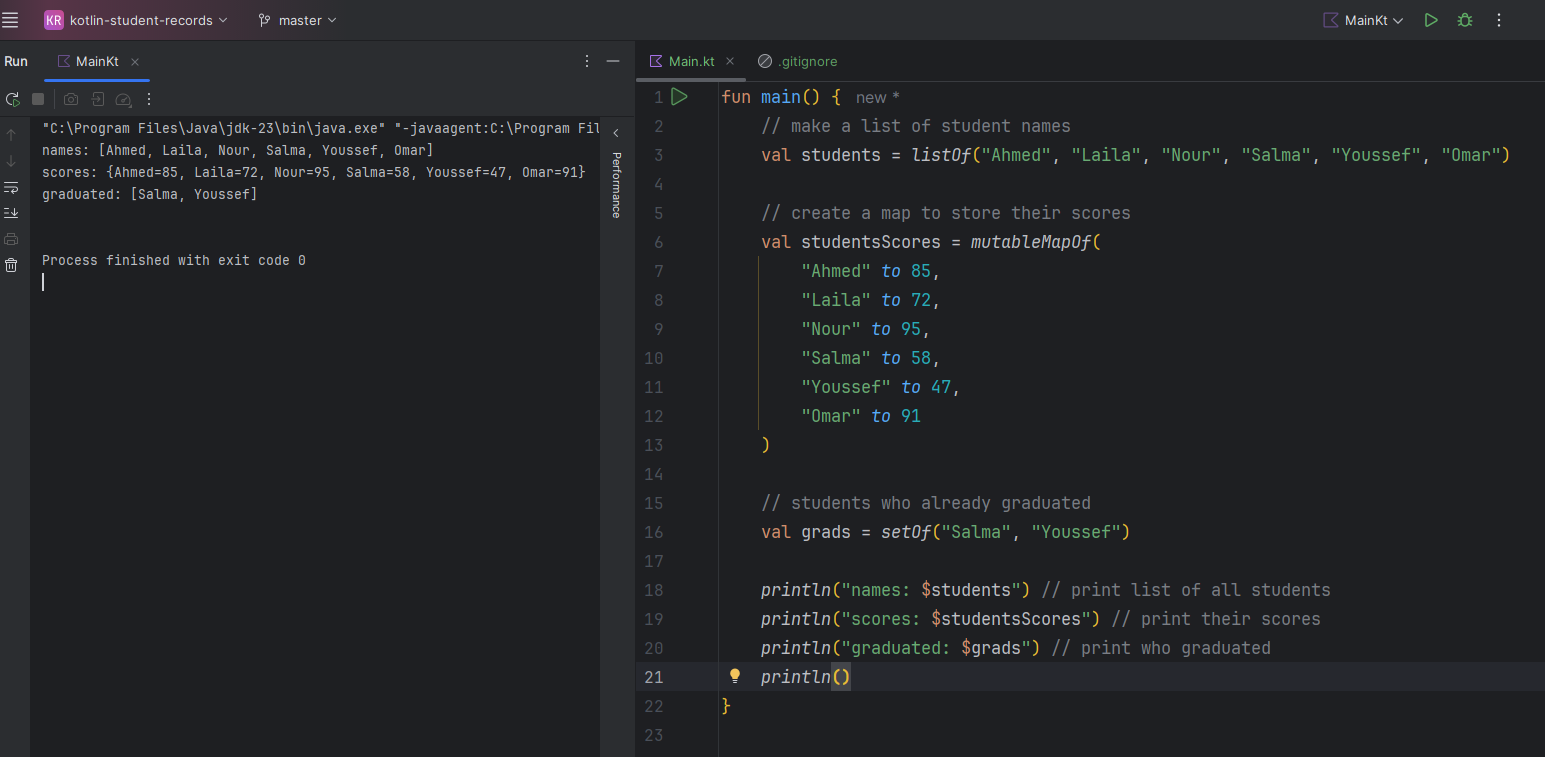 KR kotlin-student-records master MainKt
Run MainKt
"C:\Program Files\Java\jdk-23\bin\java.exe" "-javaagent:C:\Program Fil
names: [Ahmed, Laila, Nour, Salma, Youssef, Omar]
scores: {Ahmed=85, Laila=72, Nour=95, Salma=58, Youssef=47, Omar=91}
graduated: [Salma, Youssef]
Process finished with exit code 0
Performance
Main.kt .gitignore
1 fun main() { new *
2     // make a list of student names
3     val students = listOf("Ahmed", "Laila", "Nour", "Salma", "Youssef", "Omar")
4
5     // create a map to store their scores
6     val studentsScores = mutableMapOf(
7         "Ahmed" to 85,
8         "Laila" to 72,
9         "Nour" to 95,
10         "Salma" to 58,
11         "Youssef" to 47,
12         "Omar" to 91
13     )
14
15     // students who already graduated
16     val grads = setOf("Salma", "Youssef")
17
18     println("names: $students") // print list of all students
19     println("scores: $studentsScores") // print their scores
20     println("graduated: $grads") // print who graduated
21     println()
22 }
23